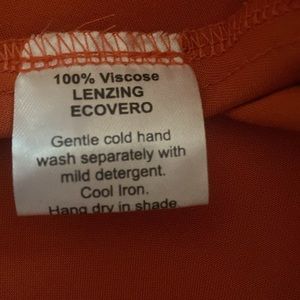 100% Viscose
LENZING
ECOVERO
Gentle cold hand
wash separately with
mild detergent.
Cool Iron.
Hang dry in shade